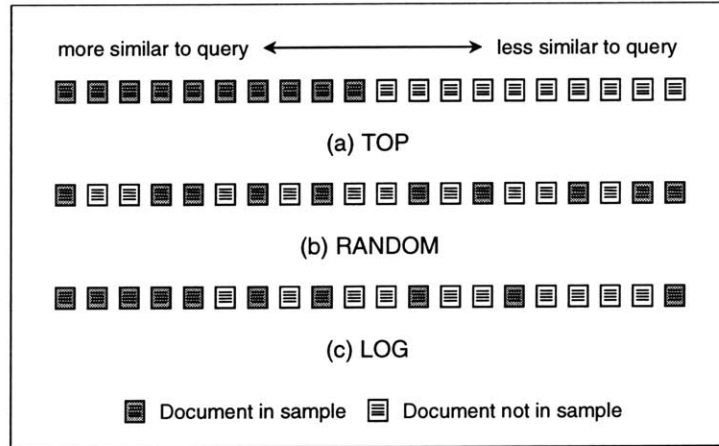 more similar to query less similar to query
(a) TOP
(b) RANDOM
(c) LOG
Document in sample Document not in sample